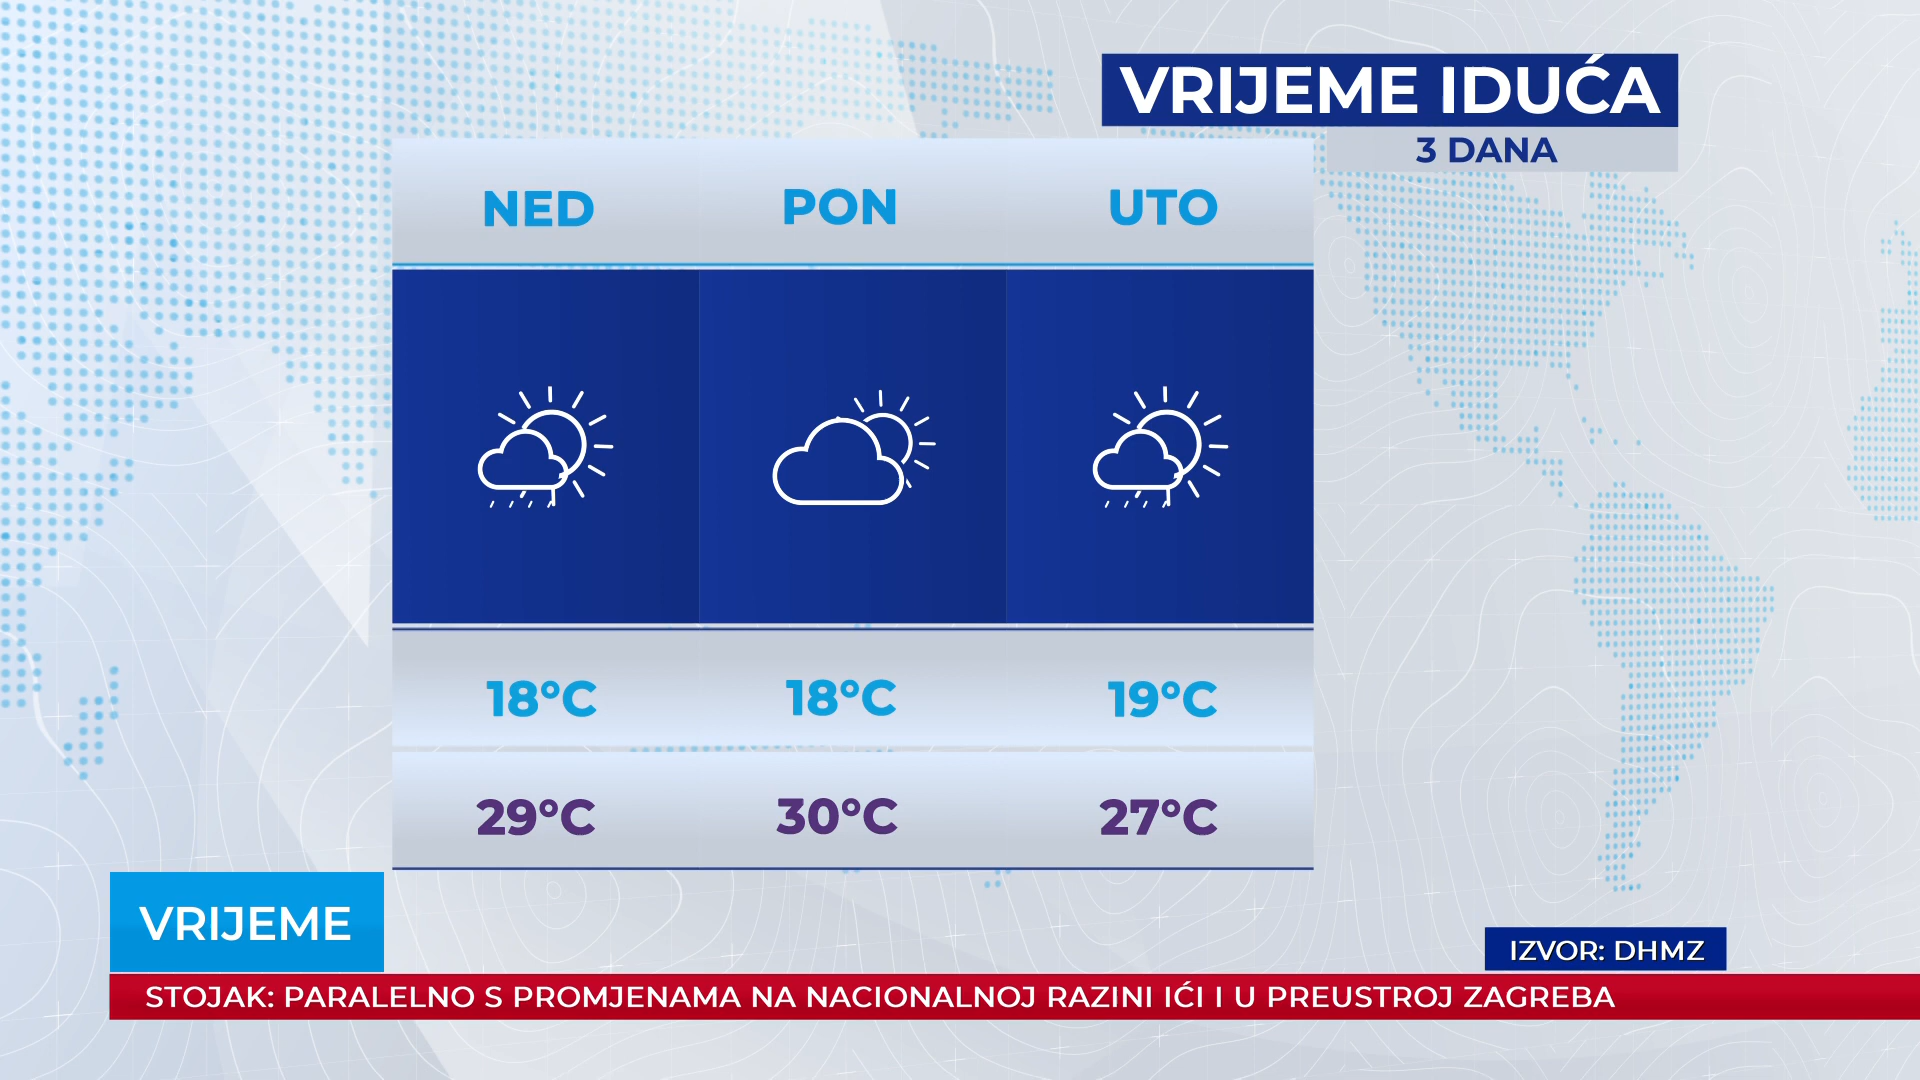 VRIJEME IDUĆA
3 DANA
NED PON UTO
18°C 18°C 19°C
29°C 30°C 27°C
VRIJEME
IZVOR: DHMZ
STOJAK: PARALELNO S PROMJENAMA NA NACIONALNOJ RAZINI IĆI I U PREUSTROJ ZAGREBA